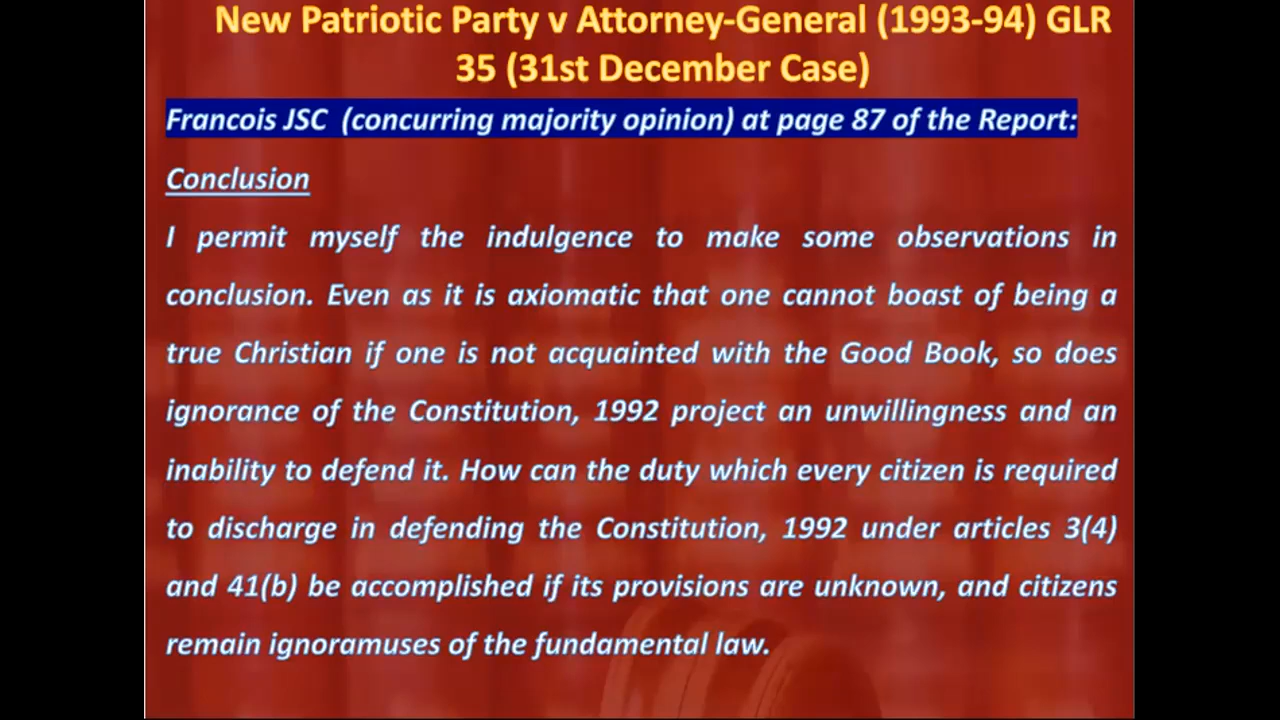 New Patriotic Party v Attorney-General (1993-94) GLR
35 (31st December Case)
Francois JSC (concurring majority opinion) at page 87 of the Report:
Conclusion
I permit myself the indulgence to make some observations in
conclusion. Even as it is axiomatic that one cannot boast of being a
true Christian if one is not acquainted with the Good Book, so does
ignorance of the Constitution, 1992 project an unwillingness and an
inability to defend it. How can the duty which every citizen is required
to discharge in defending the Constitution, 1992 under articles 3(4)
and 41(b) be accomplished if its provisions are unknown, and citizens
remain ignoramuses of the fundamental law.